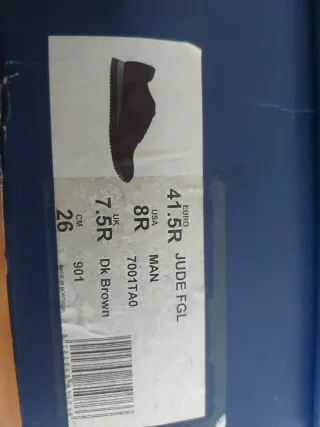 EURO
41.5R JUDE FGL
USA
8R MAN
7001TA0
UK
7.5R Dk Brown
CM
26 901